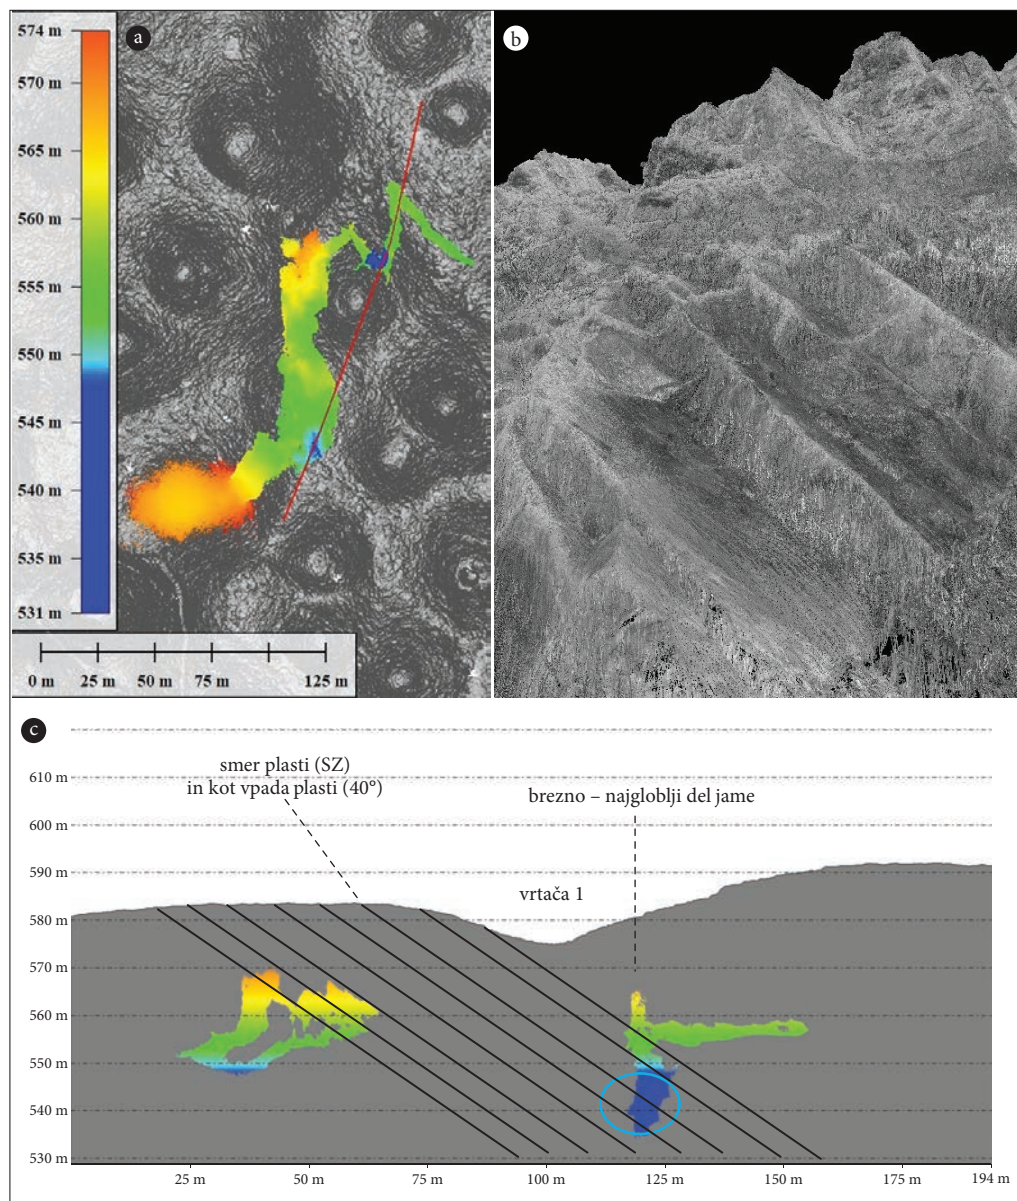 a
574 m
570 m
565 m
560 m
555 m
550 m
545 m
540 m
535 m
531 m
0 m 25 m 50 m 75 m 125 m
b
c
smer plasti (SZ)
in kot vpada plasti (40°)
brezno – najgloblji del jame
vrtača 1
610 m
600 m
590 m
580 m
570 m
560 m
550 m
540 m
530 m
25 m 50 m 75 m 100 m 125 m 150 m 175 m 194 m